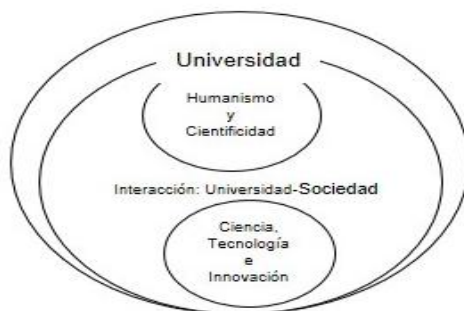 Universidad
Humanismo
y
Cientificidad
Interacción: Universidad-Sociedad
Ciencia,
Tecnología
e
Innovación